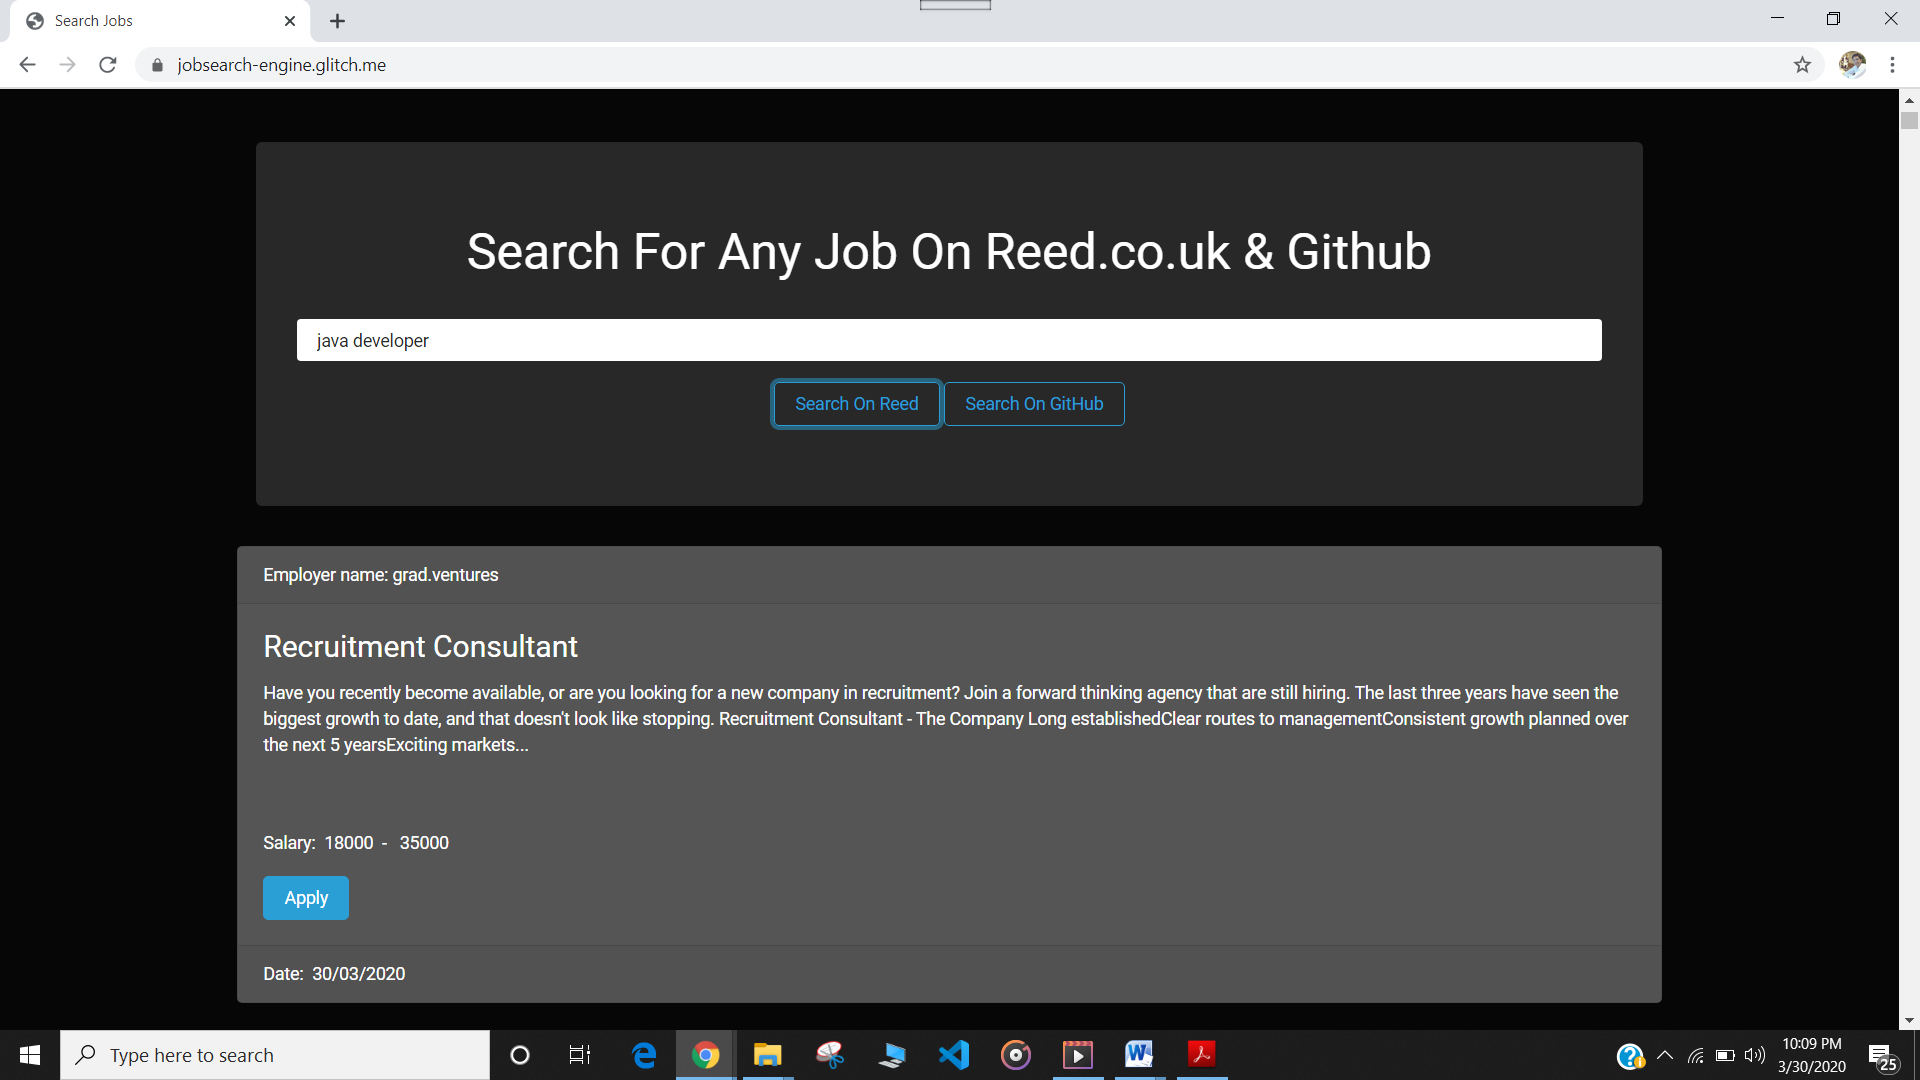 Search Jobs
jobsearch-engine.glitch.me
Search For Any Job On Reed.co.uk & Github
java developer
Search On Reed Search On GitHub
Employer name: grad.ventures
Recruitment Consultant
Have you recently become available, or are you looking for a new company in recruitment? Join a forward thinking agency that are still hiring. The last three years have seen the
biggest growth to date, and that doesn't look like stopping. Recruitment Consultant - The Company Long establishedClear routes to managementConsistent growth planned over
the next 5 yearsExciting markets...
Salary: 18000 - 35000
Apply
Date: 30/03/2020
Type here to search
10:09 PM
3/30/2020
25